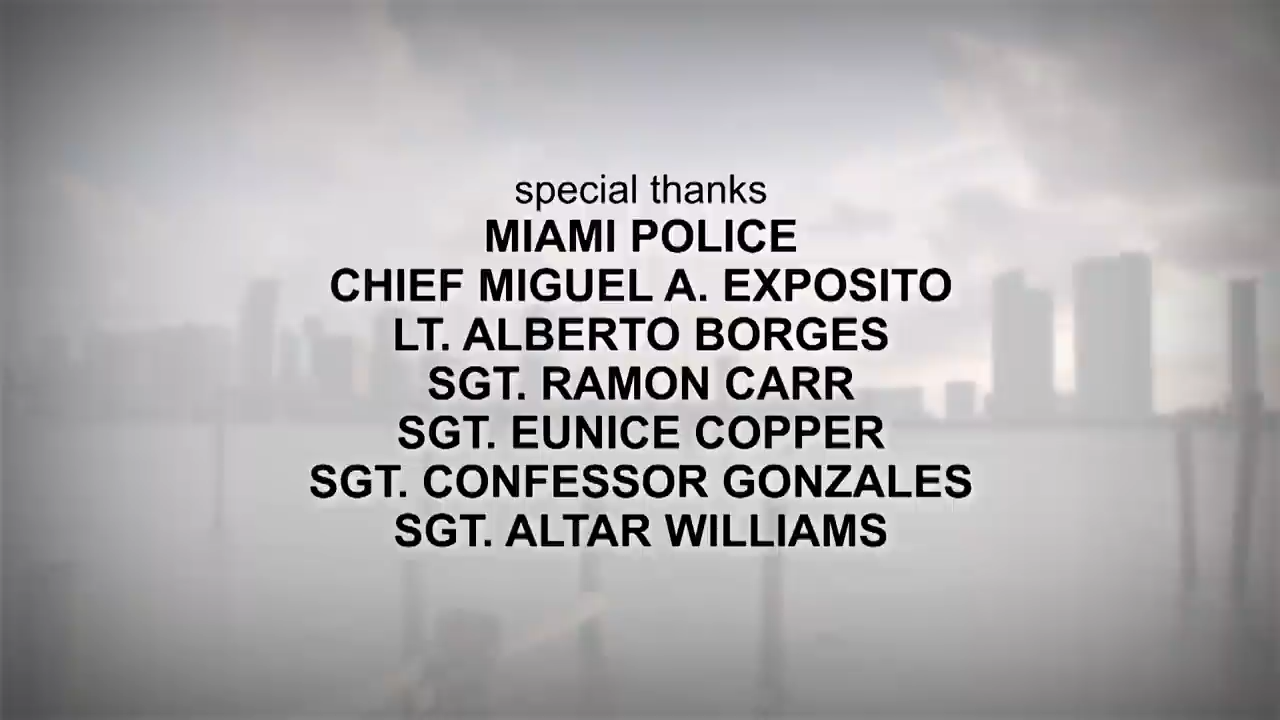 special thanks
MIAMI POLICE
CHIEF MIGUEL A. EXPOSITO
LT. ALBERTO BORGES
SGT. RAMON CARR
SGT. EUNICE COPPER
SGT. CONFESSOR GONZALES
SGT. ALTAR WILLIAMS